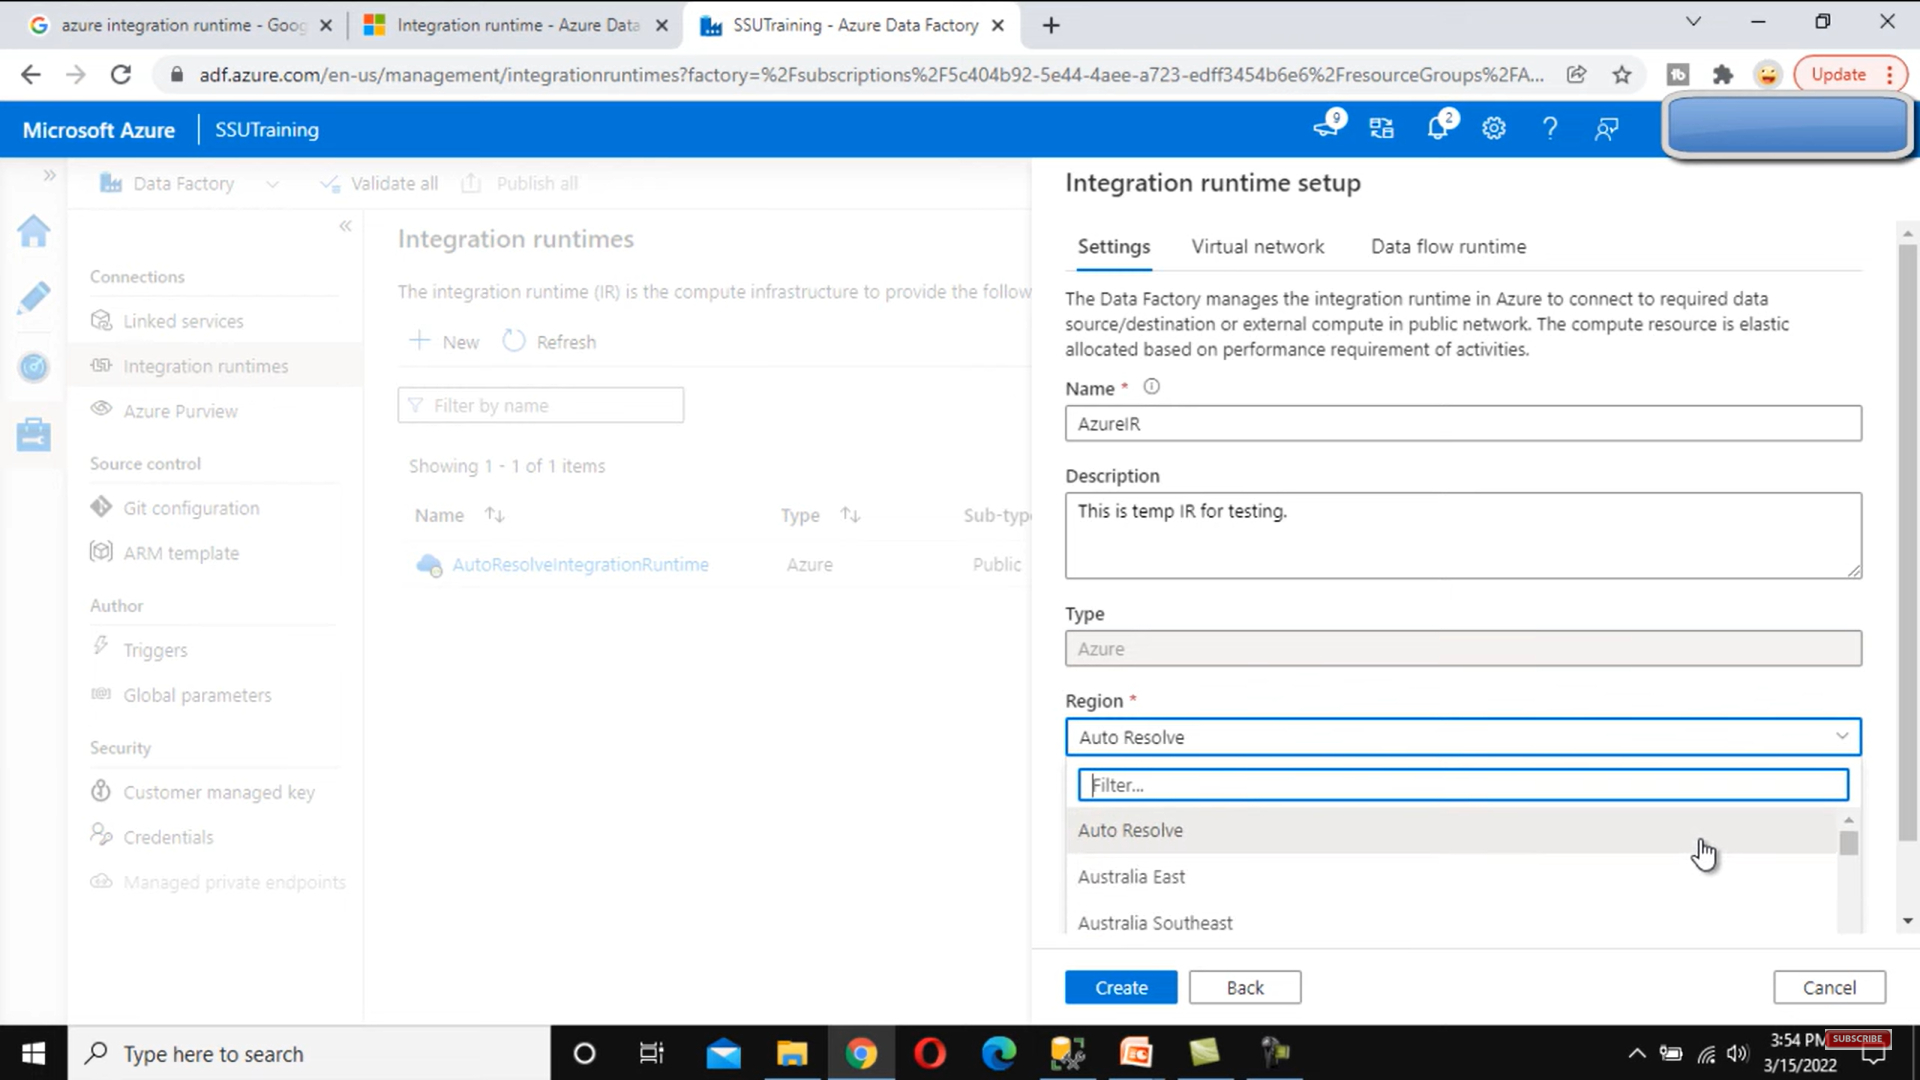 azure integration runtime - Goog
Integration runtime - Azure Data
SSUTraining - Azure Data Factory
adf.azure.com/en-us/management/integrationruntimes?factory=%2Fsubscriptions%2F5c404b92-5e44-4aee-a723-edff3454b6e6%2FresourceGroups%2FA...
Update
Microsoft Azure
SSUTraining
9
2
Data Factory
Validate all
Publish all
Connections
Linked services
Integration runtimes
Azure Purview
Source control
Git configuration
ARM template
Author
Triggers
Global parameters
Security
Customer managed key
Credentials
Managed private endpoints
Integration runtimes
The integration runtime (IR) is the compute infrastructure to provide the follow
New
Refresh
Filter by name
Showing 1 - 1 of 1 items
Name
Type
Sub-type
AutoResolveIntegrationRuntime
Azure
Public
Integration runtime setup
Settings
Virtual network
Data flow runtime
The Data Factory manages the integration runtime in Azure to connect to required data
source/destination or external compute in public network. The compute resource is elastic
allocated based on performance requirement of activities.
Name *
AzureIR
Description
This is temp IR for testing.
Type
Azure
Region *
Auto Resolve
Filter...
Auto Resolve
Australia East
Australia Southeast
Create
Back
Cancel
Type here to search
3:54 PM
SUBSCRIBE
3/15/2022